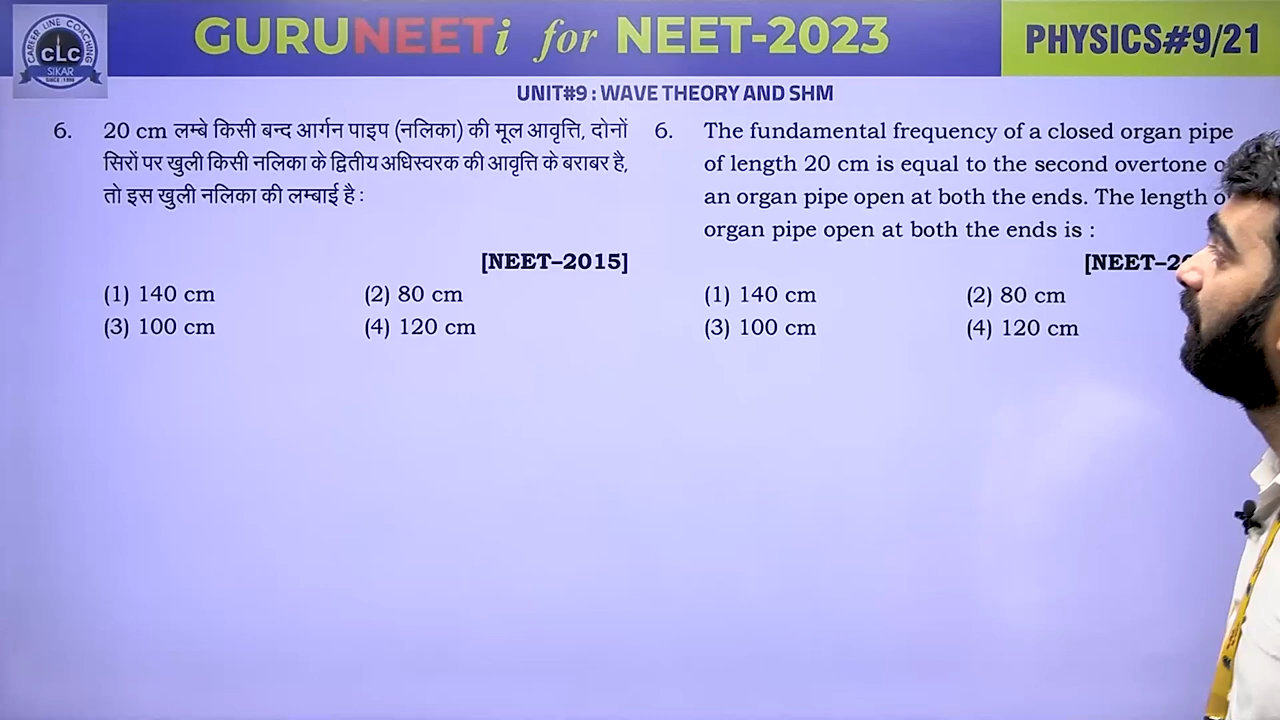 CAREER LINE COACHING
CLC
SIKAR
SINCE : 1996
GURUNEETi for NEET-2023
PHYSICS#9/21
UNIT#9 : WAVE THEORY AND SHM
6. 20 cm लम्बे किसी बन्द आर्गन पाइप (नलिका) की मूल आवृत्ति, दोनों
सिरों पर खुली किसी नलिका के द्वितीय अधिस्वरक की आवृत्ति के बराबर है,
तो इस खुली नलिका की लम्बाई है :
[NEET–2015]
(1) 140 cm (2) 80 cm
(3) 100 cm (4) 120 cm
6. The fundamental frequency of a closed organ pipe
of length 20 cm is equal to the second overtone
an organ pipe open at both the ends. The length
organ pipe open at both the ends is :
[NEET–20
(1) 140 cm (2) 80 cm
(3) 100 cm (4) 120 cm